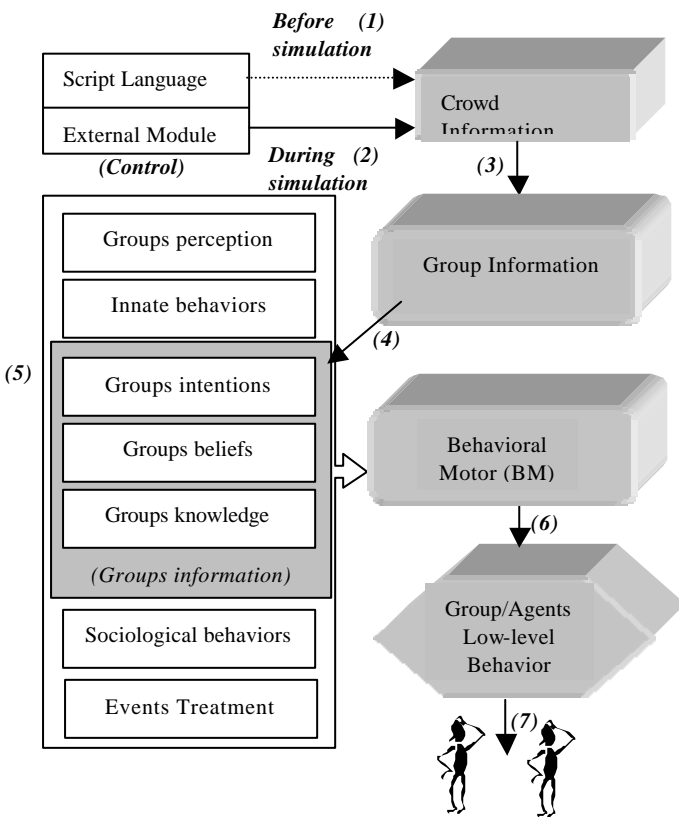 Before (1)
simulation
Script Language
External Module
(Control)
Crowd
Information
During (2)
simulation
(3)
Groups perception
Group Information
Innate behaviors
(4)
(5)
Groups intentions
Groups beliefs
Behavioral
Motor (BM)
Groups knowledge
(6)
(Groups information)
Group/Agents
Low-level
Behavior
Sociological behaviors
Events Treatment
(7)